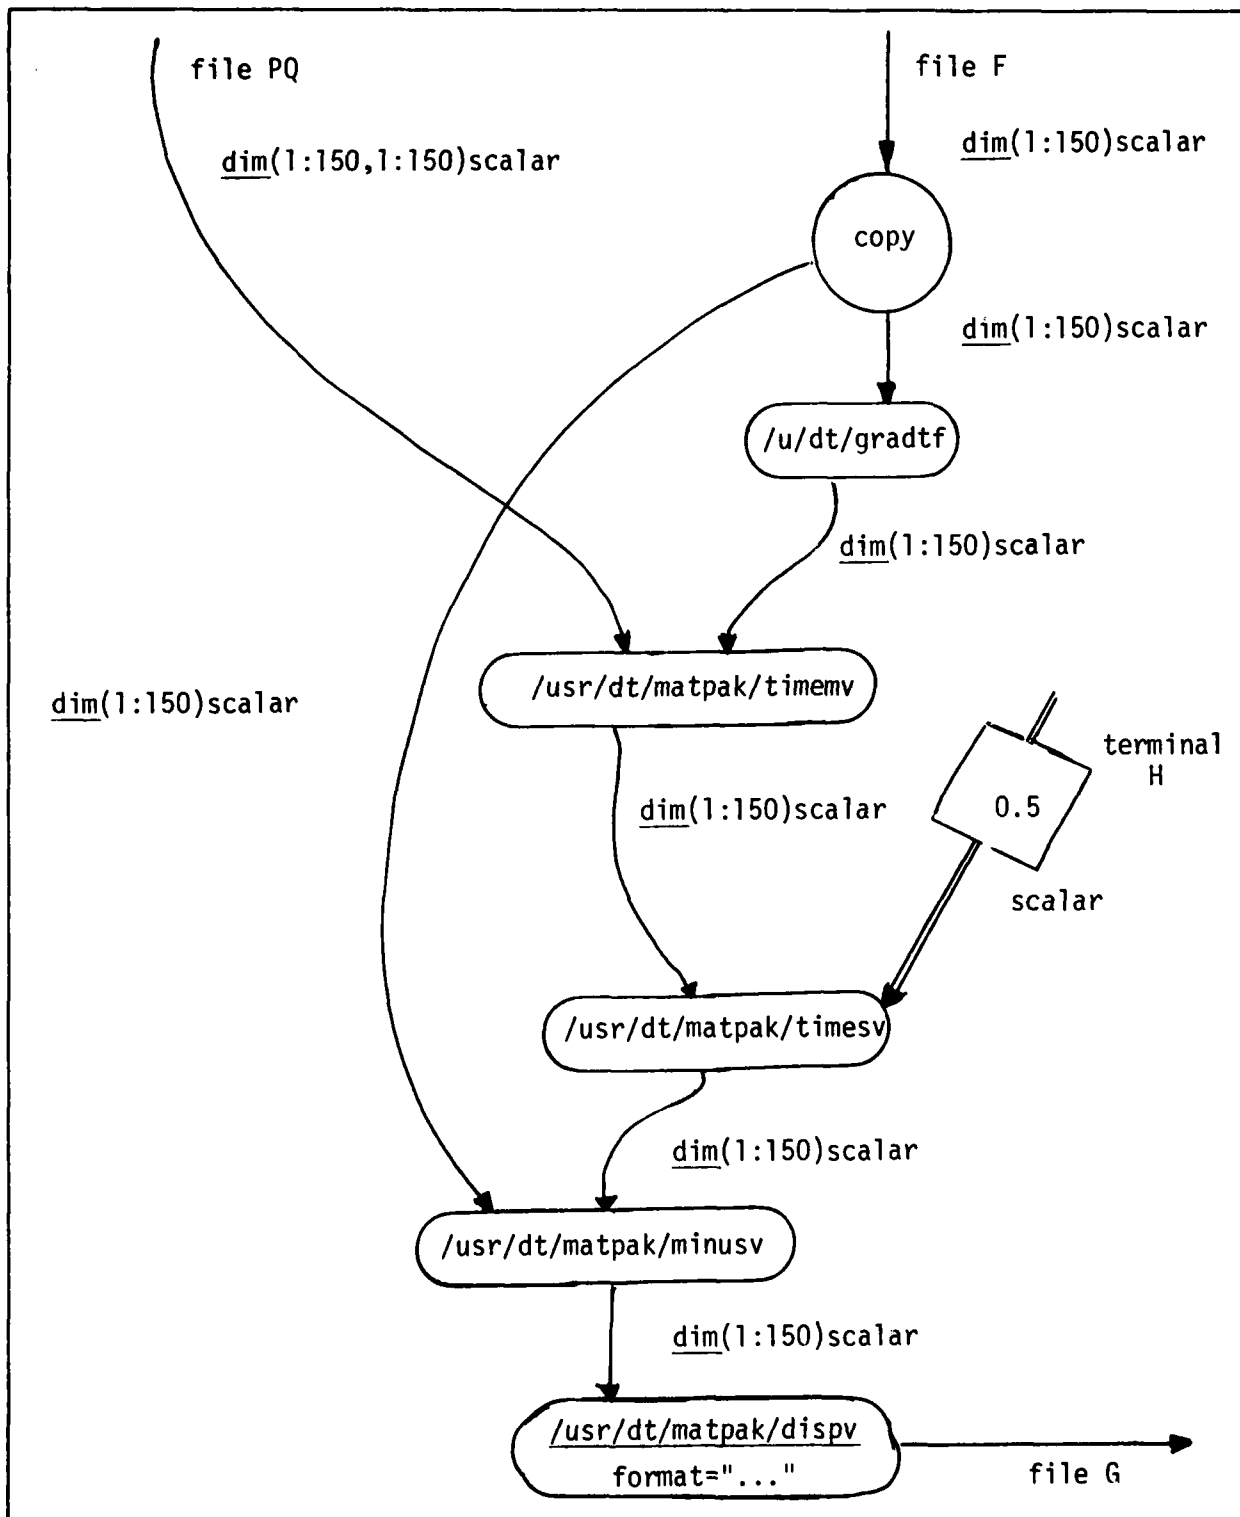 file PQ
file F
dim(1:150)scalar
dim(1:150,1:150)scalar
copy
dim(1:150)scalar
/u/dt/gradtf
dim(1:150)scalar
/usr/dt/matpak/timemv
dim(1:150)scalar
terminal
H
0.5
dim(1:150)scalar
scalar
/usr/dt/matpak/timesv
dim(1:150)scalar
/usr/dt/matpak/minusv
dim(1:150)scalar
/usr/dt/matpak/dispv
format="..."
file G